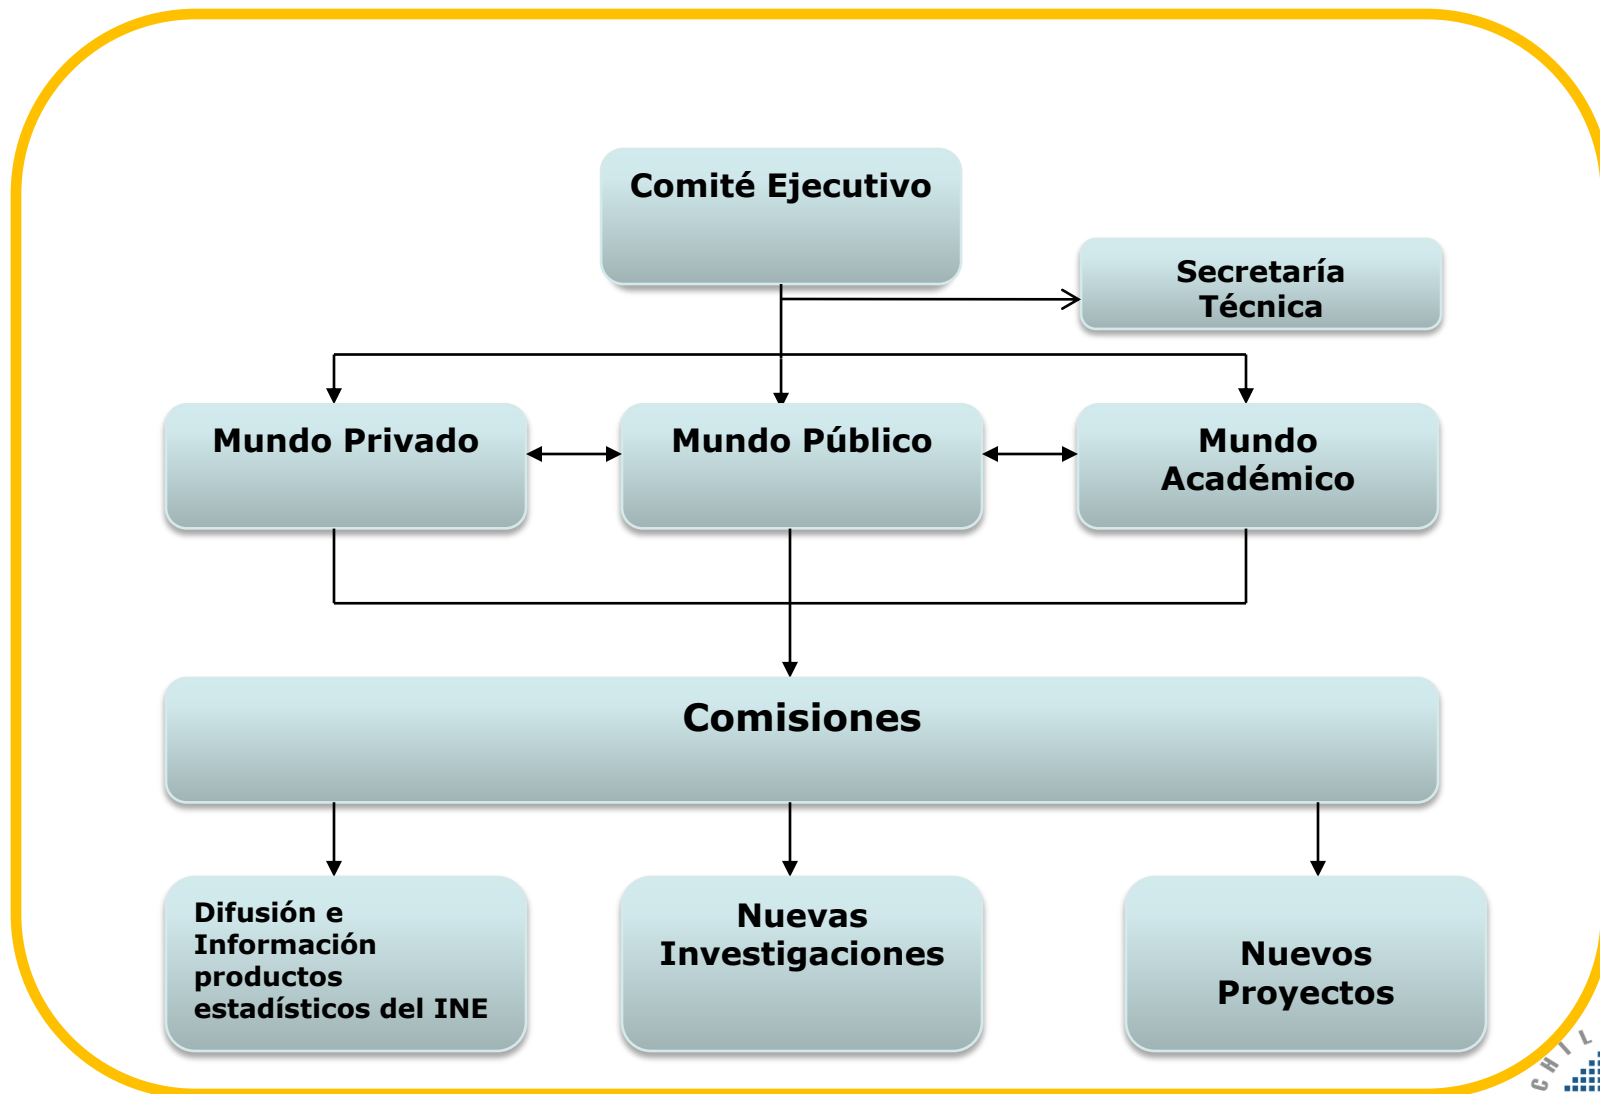 Comité Ejecutivo
Secretaría
Técnica
Mundo Privado
Mundo Público
Mundo
Académico
Comisiones
Difusión e
Información
productos
estadísticos del INE
Nuevas
Investigaciones
Nuevos
Proyectos